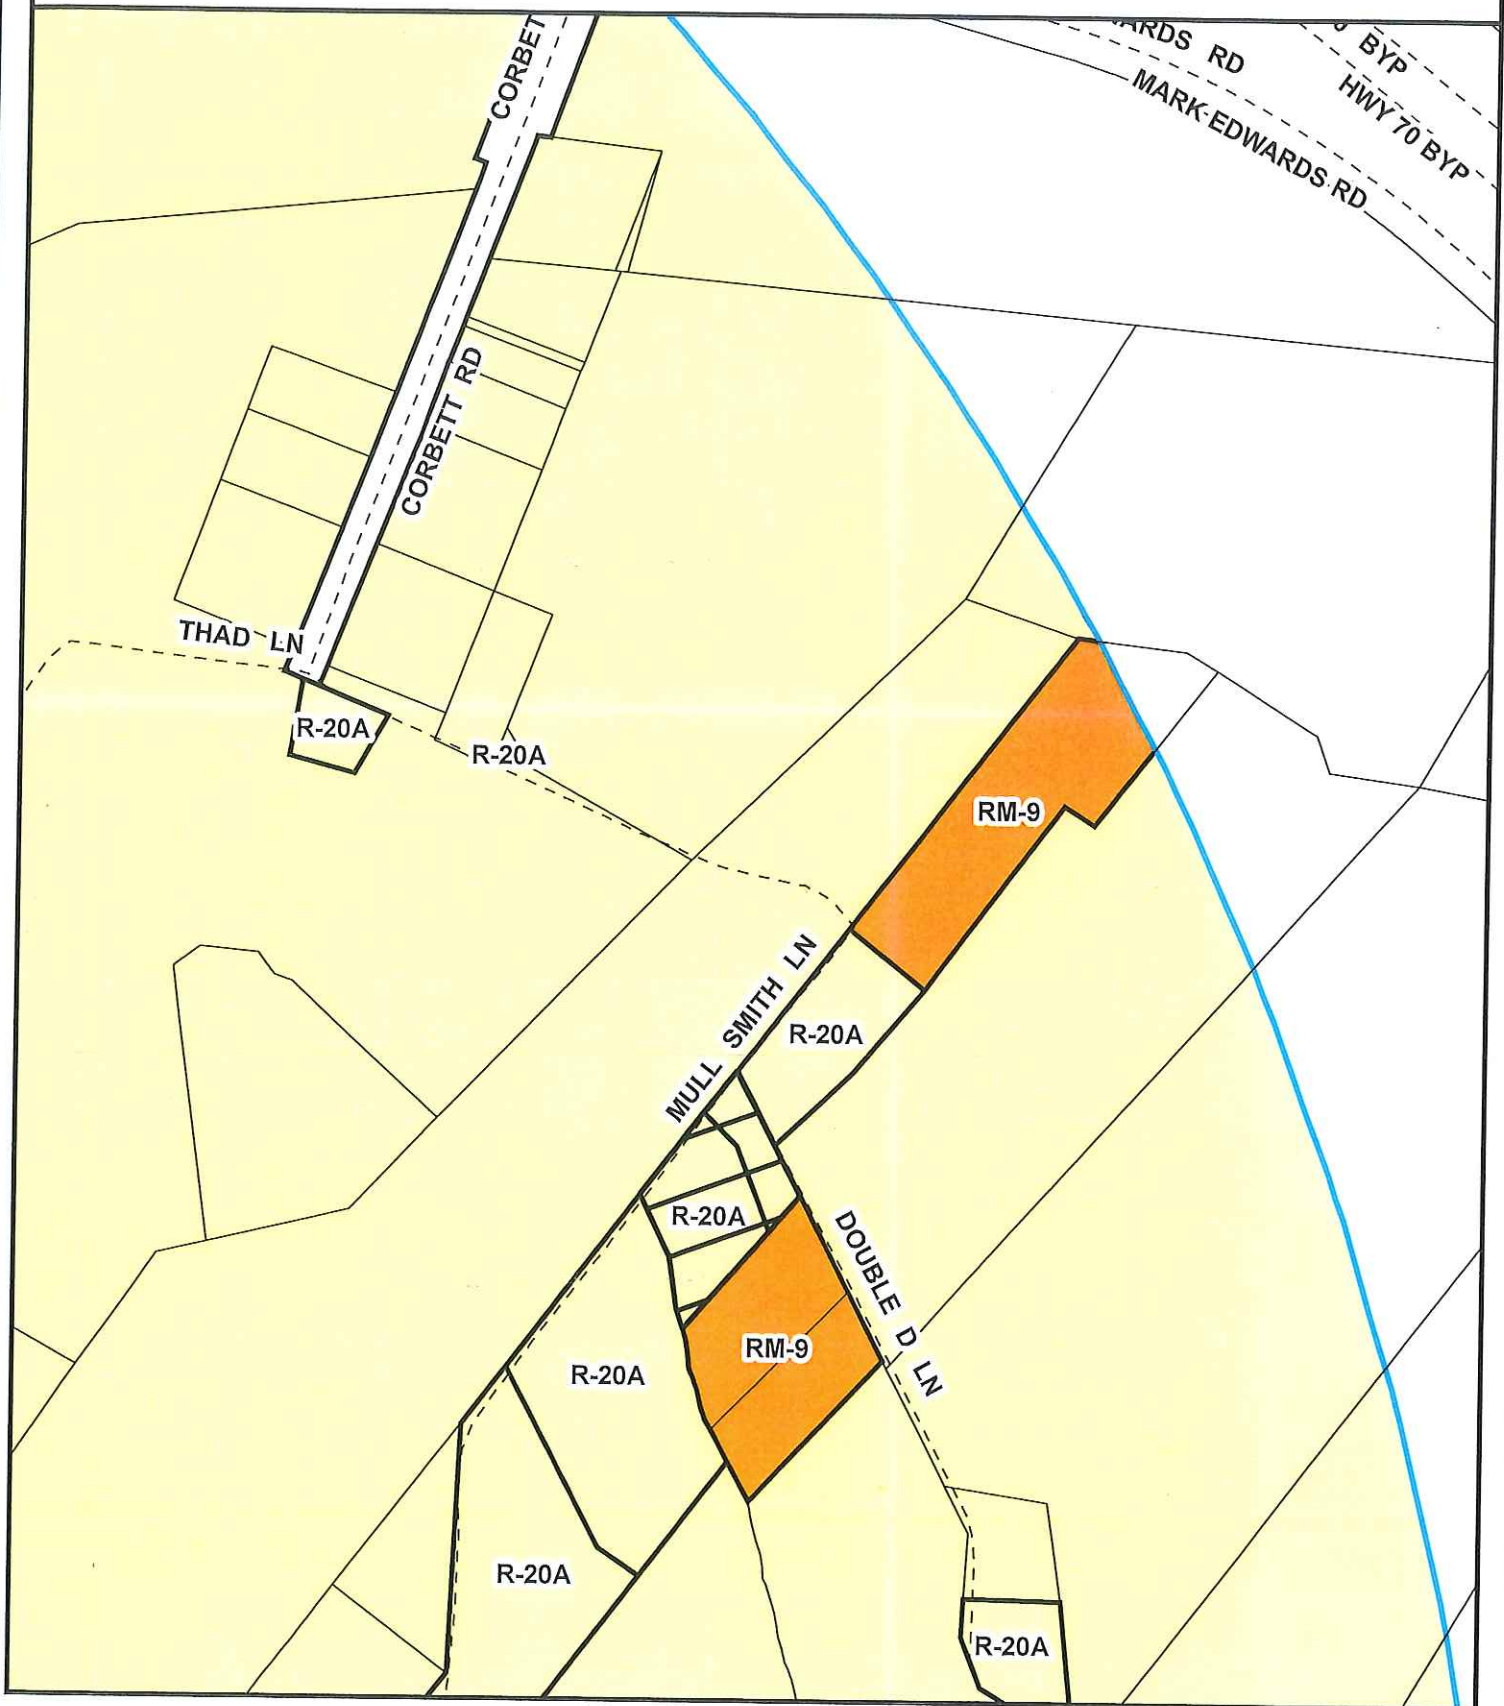 CORBET
ARDS RD
BYP
MARK EDWARDS RD
HWY 70 BYP
CORBETT RD
THAD LN
R-20A
R-20A
RM-9
MULL SMITH LN
R-20A
R-20A
DOUBLE D LN
RM-9
R-20A
R-20A
R-20A